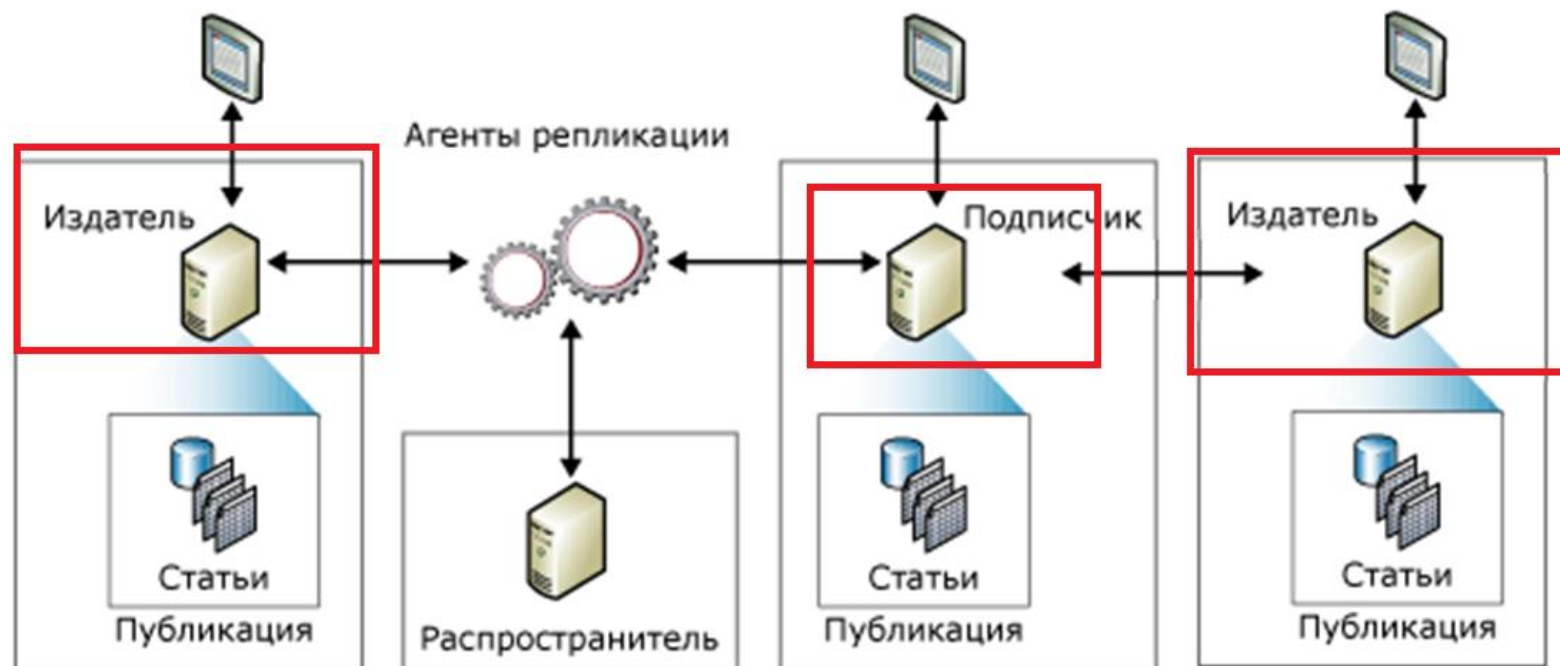 Агенты репликации
Издатель
Подписчик
Издатель
Статьи
Статьи
Статьи
Публикация
Распространитель
Публикация
Публикация